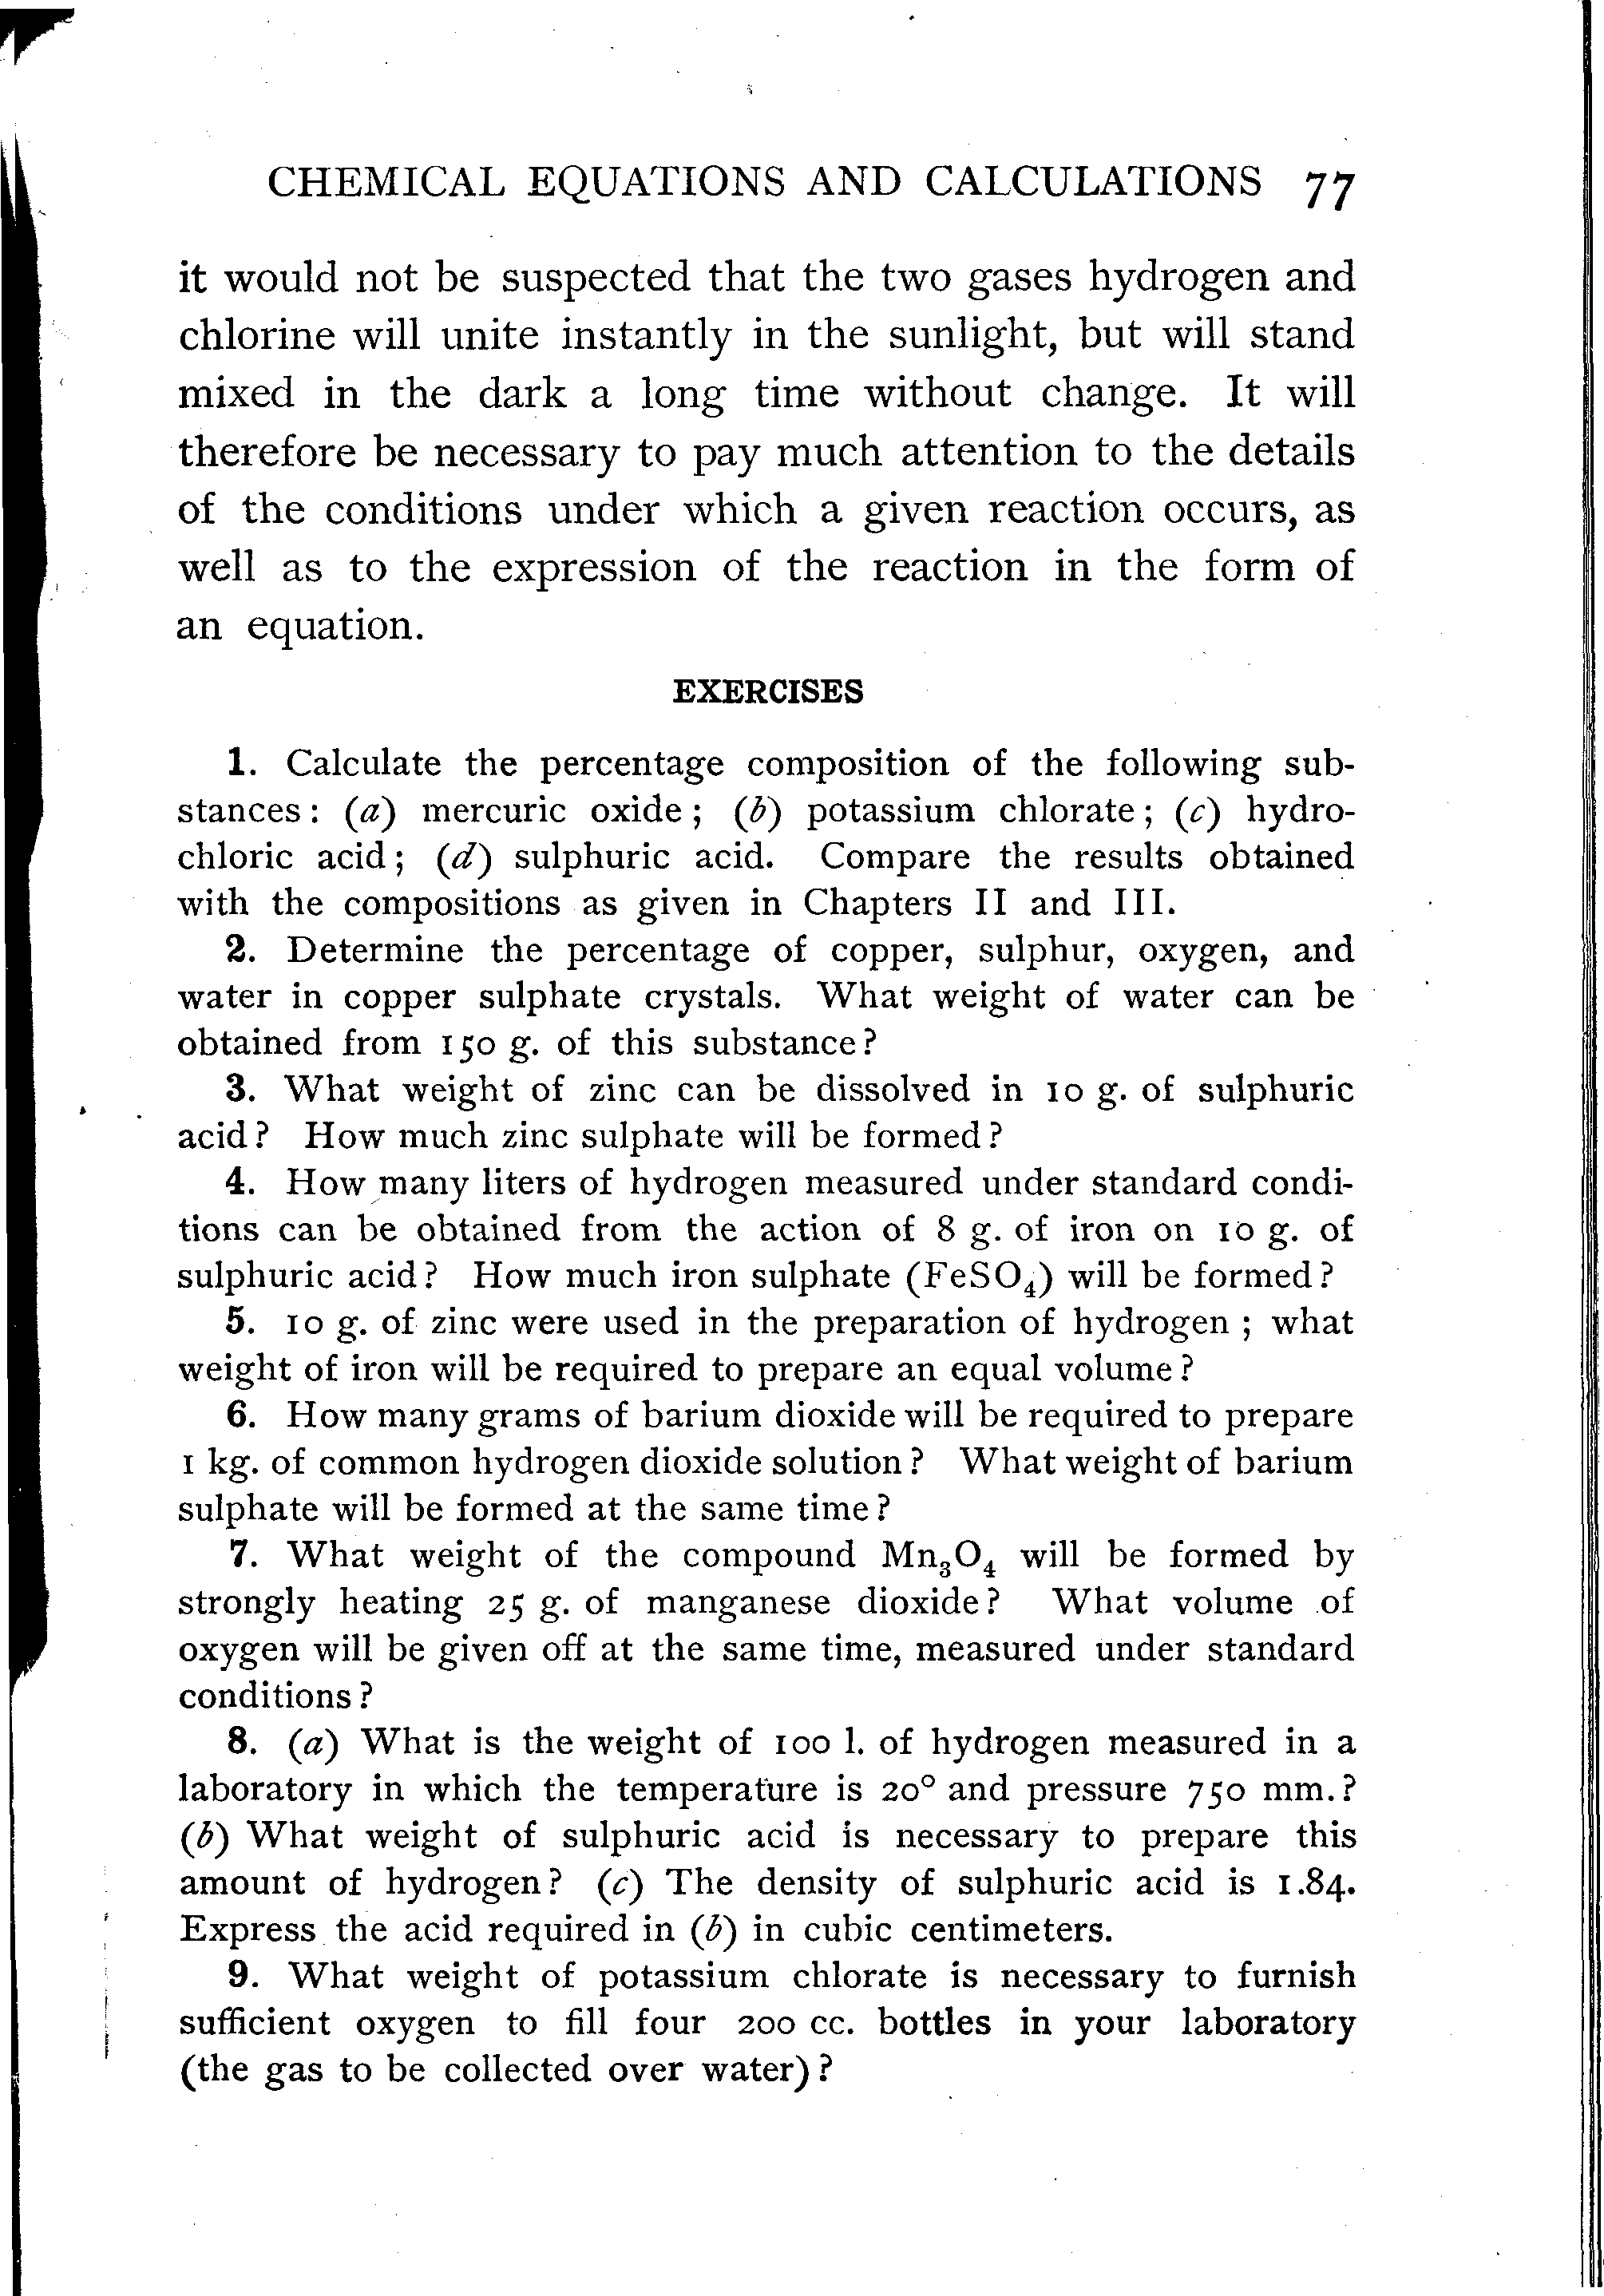 CHEMICAL EQUATIONS AND CALCULATIONS 77
it would not be suspected that the two gases hydrogen and
chlorine will unite instantly in the sunlight, but will stand
mixed in the dark a long time without change. It will
therefore be necessary to pay much attention to the details
of the conditions under which a given reaction occurs, as
well as to the expression of the reaction in the form of
an equation.
EXERCISES
1. Calculate the percentage composition of the following sub-
stances: (a) mercuric oxide; (b) potassium chlorate; (c) hydro-
chloric acid; (d) sulphuric acid. Compare the results obtained
with the compositions as given in Chapters II and III.
2. Determine the percentage of copper, sulphur, oxygen, and
water in copper sulphate crystals. What weight of water can be
obtained from 150 g. of this substance?
3. What weight of zinc can be dissolved in 10 g. of sulphuric
acid? How much zinc sulphate will be formed?
4. How many liters of hydrogen measured under standard condi-
tions can be obtained from the action of 8 g. of iron on 10 g. of
sulphuric acid? How much iron sulphate (FeSO₄) will be formed?
5. 10 g. of zinc were used in the preparation of hydrogen; what
weight of iron will be required to prepare an equal volume?
6. How many grams of barium dioxide will be required to prepare
1 kg. of common hydrogen dioxide solution? What weight of barium
sulphate will be formed at the same time?
7. What weight of the compound Mn₃O₄ will be formed by
strongly heating 25 g. of manganese dioxide? What volume of
oxygen will be given off at the same time, measured under standard
conditions?
8. (a) What is the weight of 100 l. of hydrogen measured in a
laboratory in which the temperature is 20° and pressure 750 mm.?
(b) What weight of sulphuric acid is necessary to prepare this
amount of hydrogen? (c) The density of sulphuric acid is 1.84.
Express the acid required in (b) in cubic centimeters.
9. What weight of potassium chlorate is necessary to furnish
sufficient oxygen to fill four 200 cc. bottles in your laboratory
(the gas to be collected over water)?